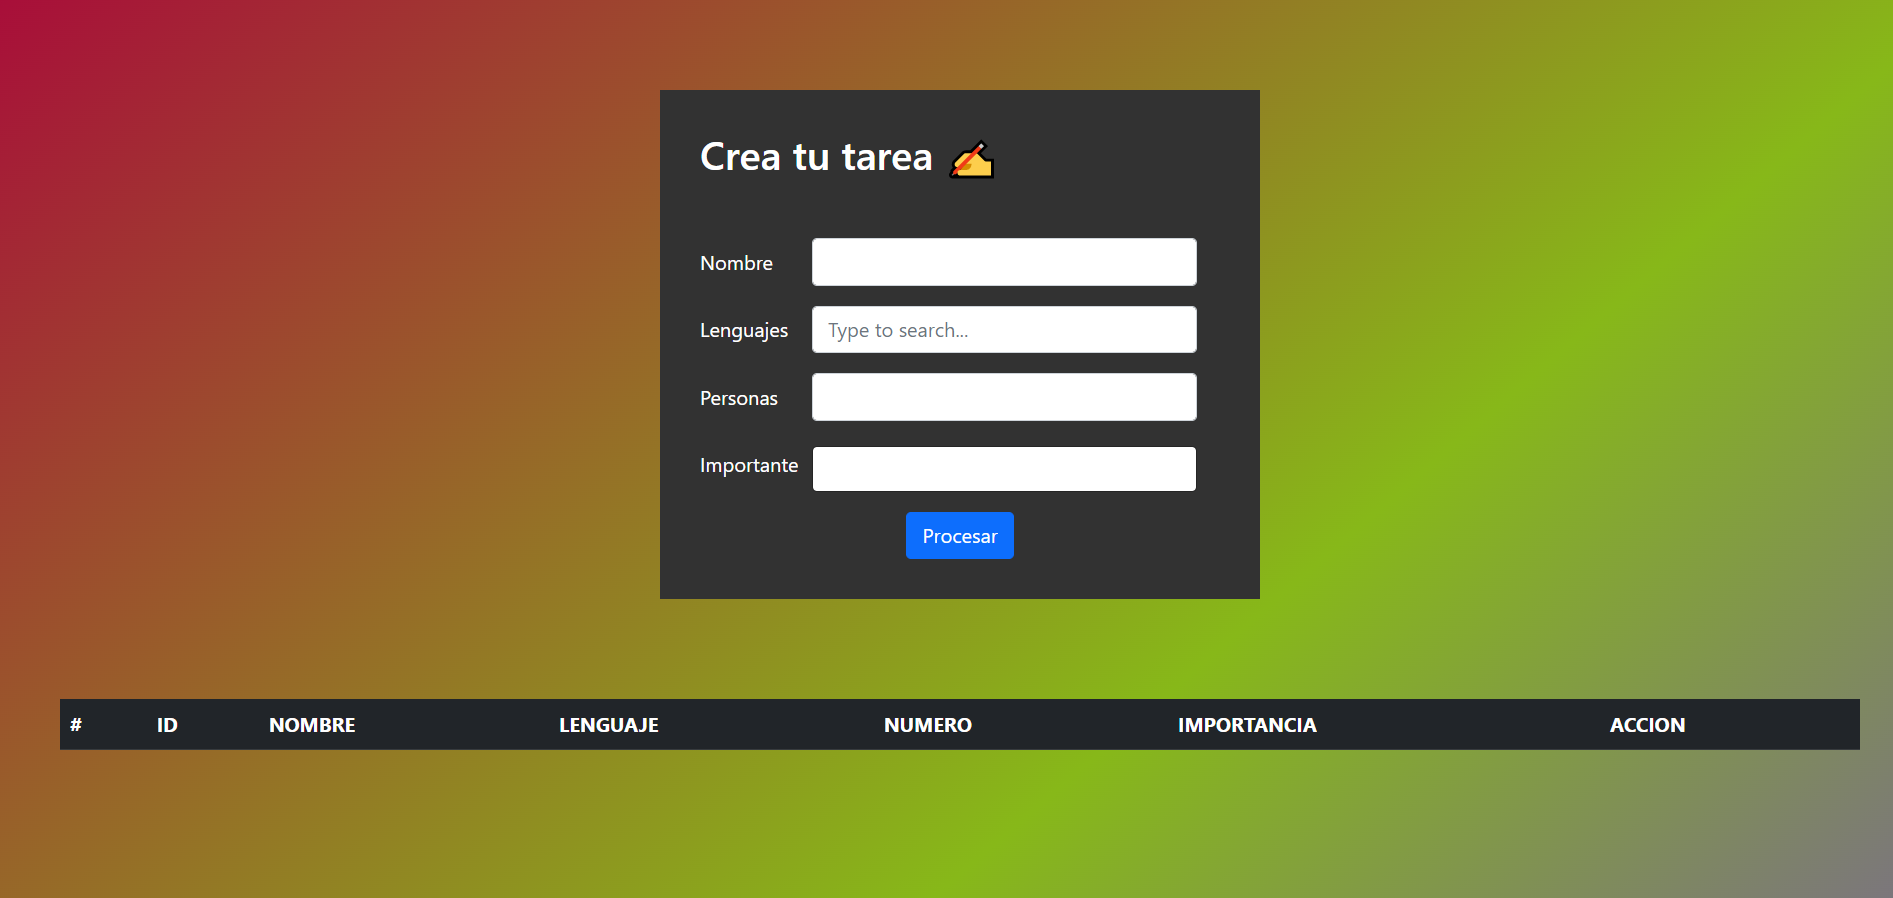 Crea tu tarea ✍
Nombre
Lenguajes Type to search...
Personas
Importante
Procesar
# ID NOMBRE LENGUAJE NUMERO IMPORTANCIA ACCION